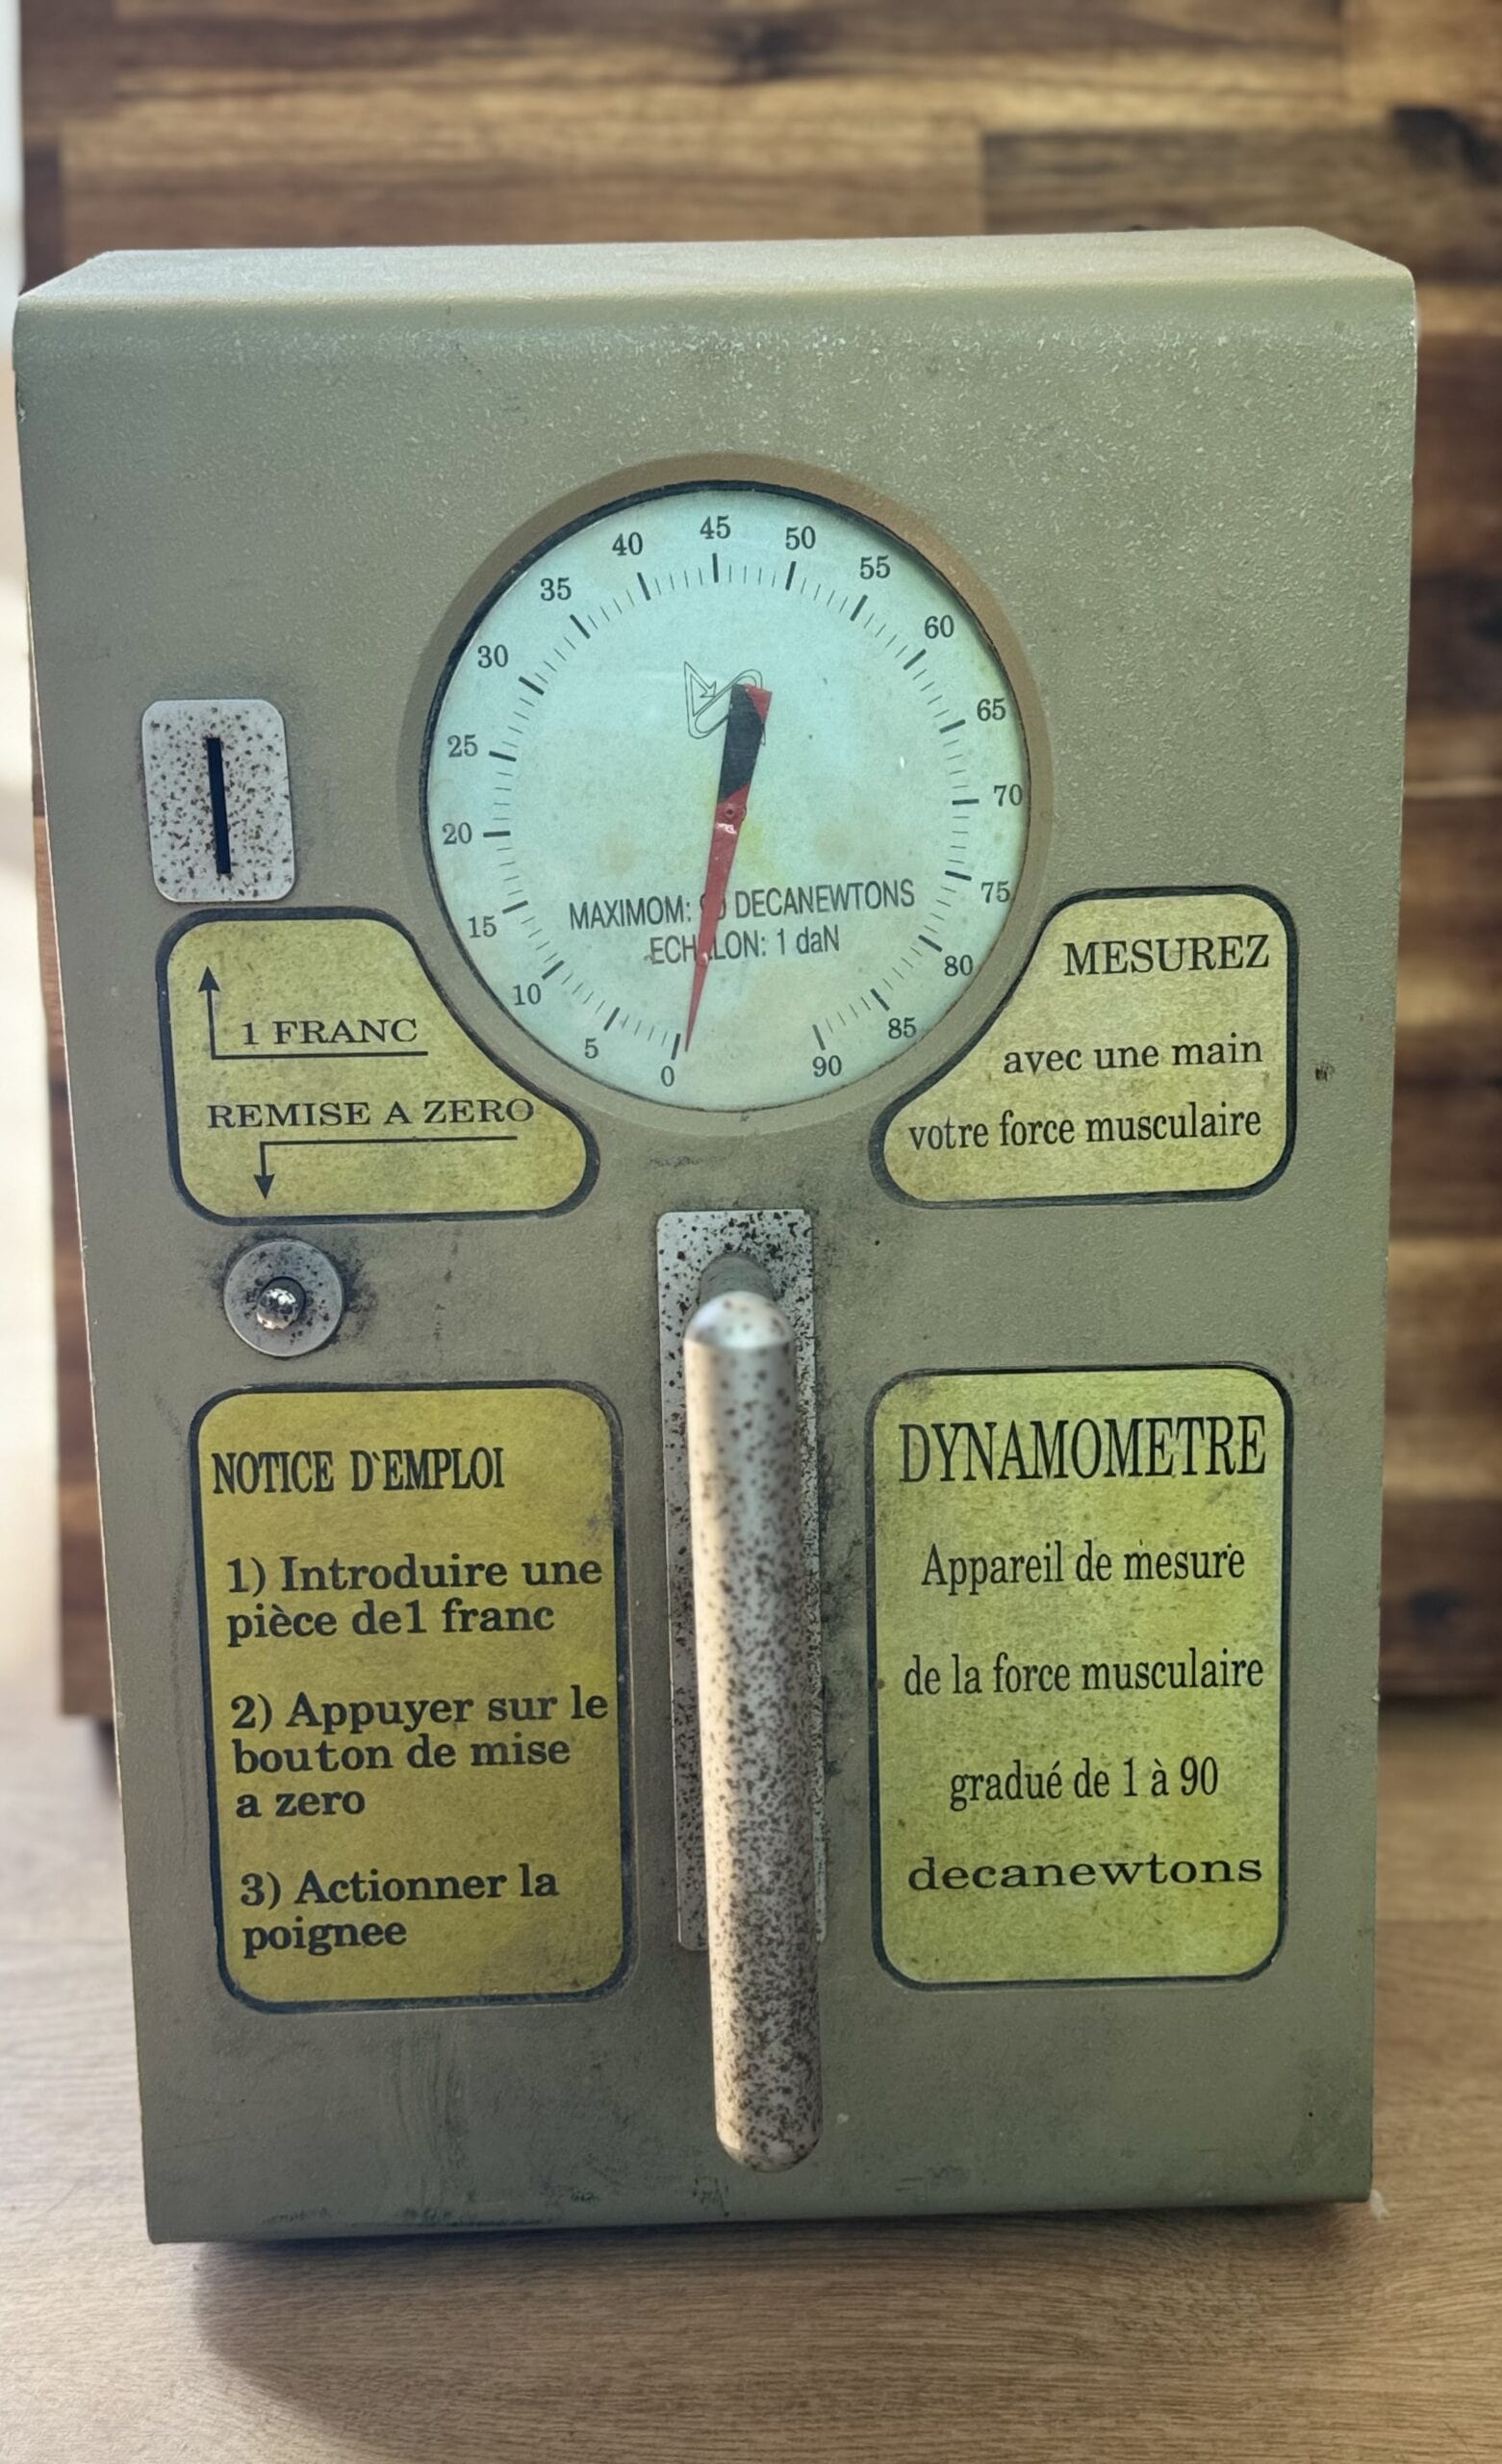 45
40
50
35
55
30
60
25
65
20
70
15
75
10
80
5
85
0
90
MAXIMOM: DECANEWTONS
ECHELON: 1 daN
1 FRANC
REMISE A ZERO
MESUREZ
avec une main
votre force musculaire
NOTICE D'EMPLOI
1) Introduire une
pièce de1 franc
2) Appuyer sur le
bouton de mise
a zero
3) Actionner la
poignee
DYNAMOMETRE
Appareil de mesure
de la force musculaire
gradué de 1 à 90
decanewtons